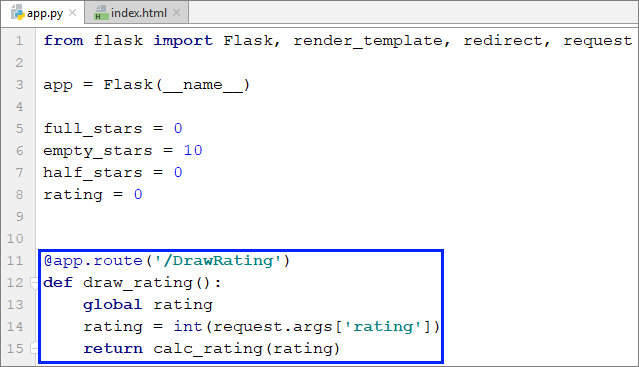 app.py × index.html ×
1 from flask import Flask, render_template, redirect, request
2
3 app = Flask(__name__)
4
5 full_stars = 0
6 empty_stars = 10
7 half_stars = 0
8 rating = 0
9
10
11 @app.route('/DrawRating')
12 def draw_rating():
13     global rating
14     rating = int(request.args['rating'])
15     return calc_rating(rating)